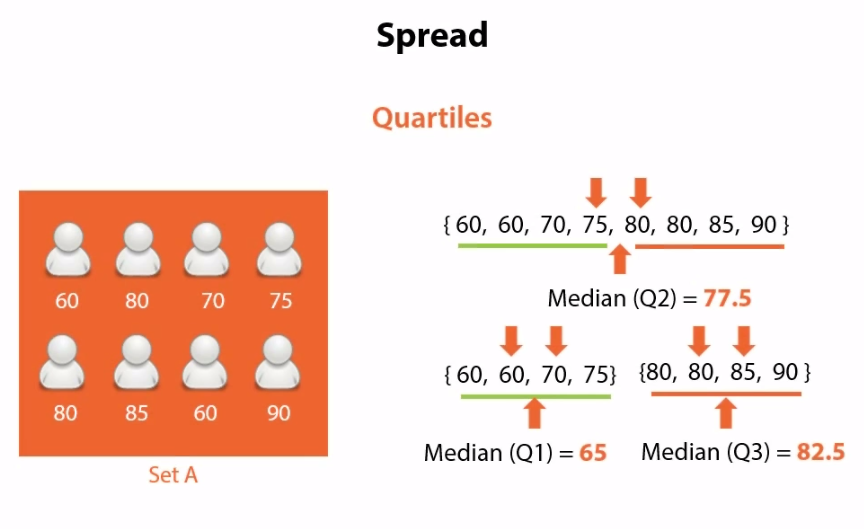 Spread
Quartiles
60 80 70 75
80 85 60 90
Set A
{ 60, 60, 70, 75, 80, 80, 85, 90 }
Median (Q2) = 77.5
{ 60, 60, 70, 75} {80, 80, 85, 90 }
Median (Q1) = 65 Median (Q3) = 82.5